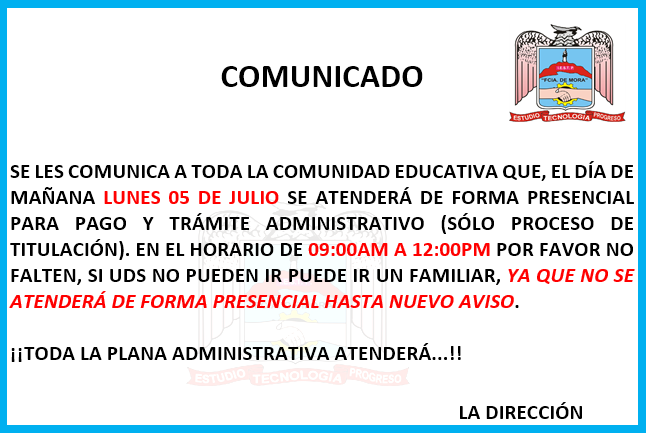 COMUNICADO
I.E.S.T.P.
"FCIA. DE MORA"
ESTUDIO TECNOLOGÍA PROGRESO
SE LES COMUNICA A TODA LA COMUNIDAD EDUCATIVA QUE, EL DÍA DE
MAÑANA LUNES 05 DE JULIO SE ATENDERÁ DE FORMA PRESENCIAL
PARA PAGO Y TRÁMITE ADMINISTRATIVO (SÓLO PROCESO DE
TITULACIÓN). EN EL HORARIO DE 09:00AM A 12:00PM POR FAVOR NO
FALTEN, SI UDS NO PUEDEN IR PUEDE IR UN FAMILIAR, YA QUE NO SE
ATENDERÁ DE FORMA PRESENCIAL HASTA NUEVO AVISO.
¡¡TODA LA PLANA ADMINISTRATIVA ATENDERÁ...!!
ESTUDIO TECNOLOGÍA PROGRESO
LA DIRECCIÓN